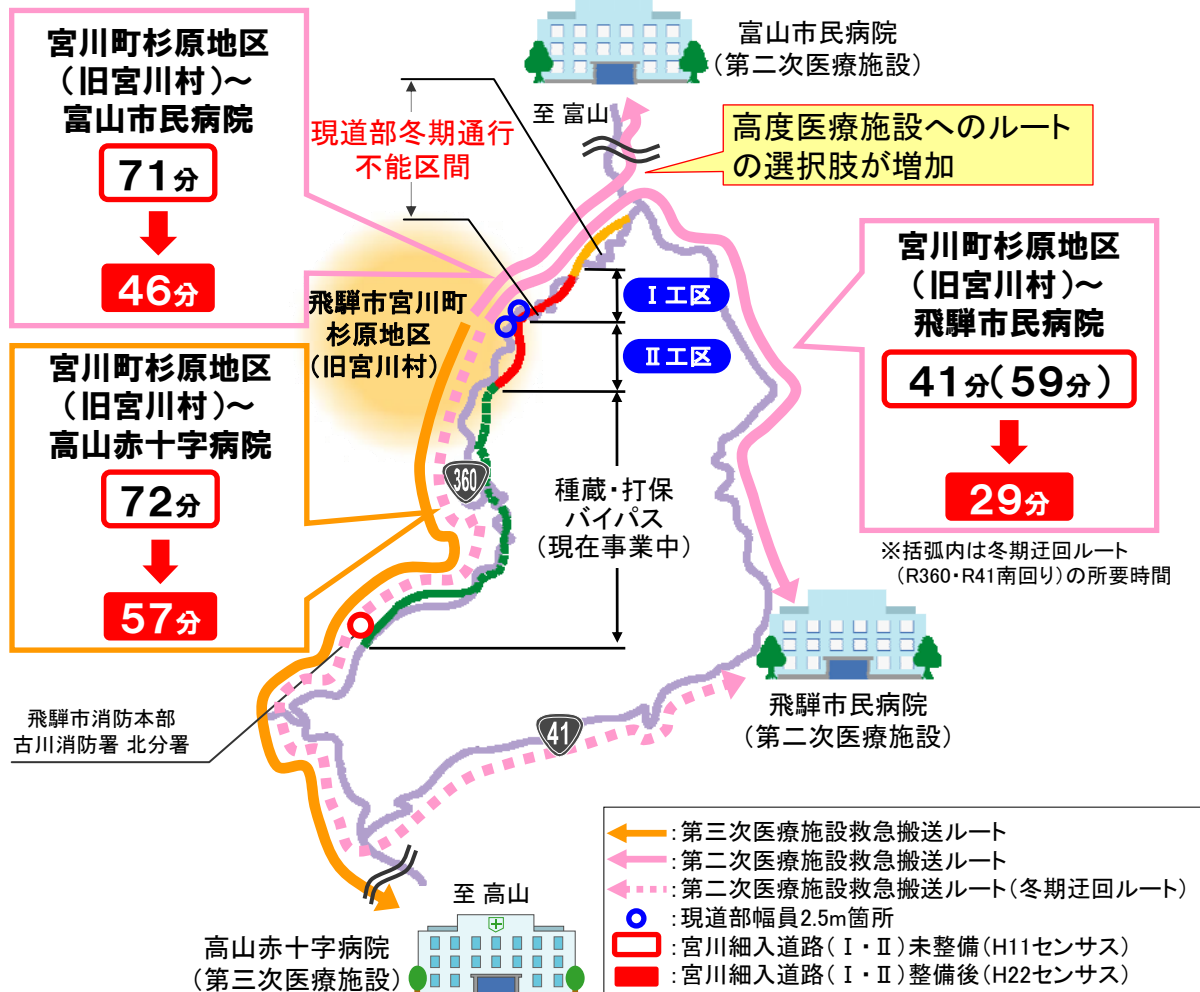 宮川町杉原地区
(旧宮川村)～
富山市民病院
71分
46分
富山市民病院
(第二次医療施設)
至 富山
現道部冬期通行
不能区間
高度医療施設へのルート
の選択肢が増加
飛騨市宮川町
杉原地区
(旧宮川村)
Ⅰ工区
Ⅱ工区
宮川町杉原地区
(旧宮川村)～
飛騨市民病院
41分(59分)
29分
※括弧内は冬期迂回ルート
(R360・R41南回り)の所要時間
宮川町杉原地区
(旧宮川村)～
高山赤十字病院
72分
57分
360
種蔵・打保
バイパス
(現在事業中)
飛騨市消防本部
古川消防署 北分署
41
飛騨市民病院
(第二次医療施設)
至 高山
高山赤十字病院
(第三次医療施設)
:第三次医療施設救急搬送ルート
:第二次医療施設救急搬送ルート
:第二次医療施設救急搬送ルート(冬期迂回ルート)
:現道部幅員2.5m箇所
:宮川細入道路(Ⅰ・Ⅱ)未整備(H11センサス)
:宮川細入道路(Ⅰ・Ⅱ)整備後(H22センサス)